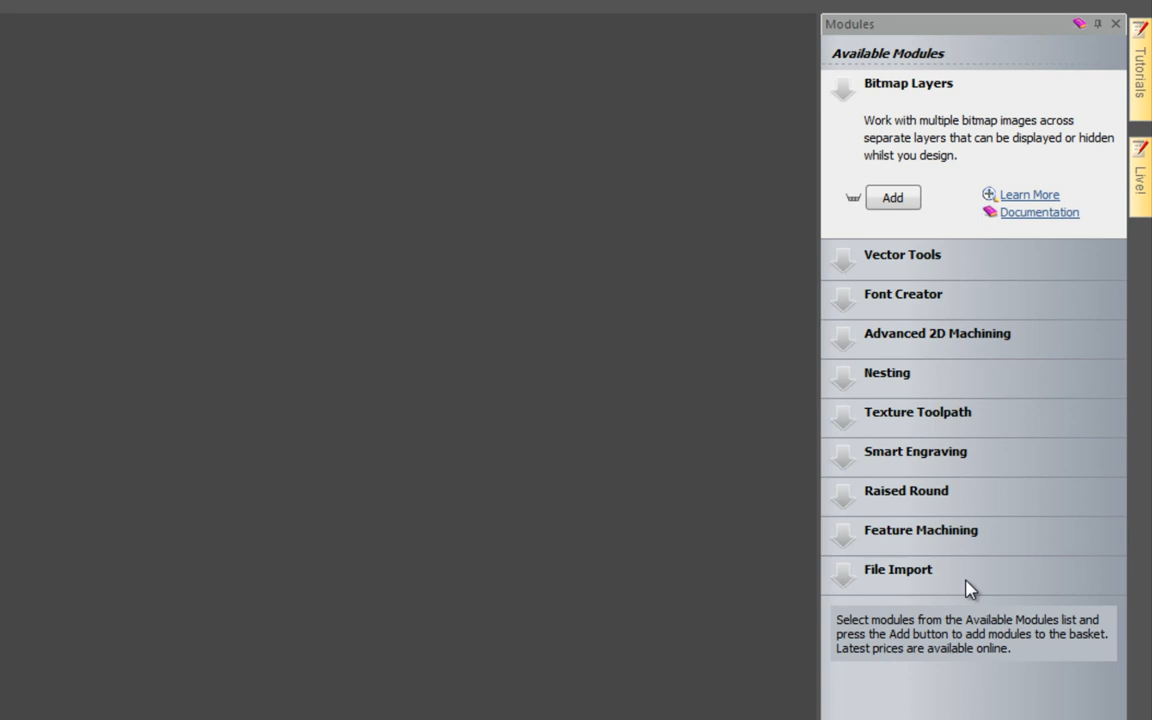 Modules
Available Modules
Bitmap Layers
Work with multiple bitmap images across
separate layers that can be displayed or hidden
whilst you design.
Add
Learn More
Documentation
Vector Tools
Font Creator
Advanced 2D Machining
Nesting
Texture Toolpath
Smart Engraving
Raised Round
Feature Machining
File Import
Select modules from the Available Modules list and
press the Add button to add modules to the basket.
Latest prices are available online.
Tutorials
Live!